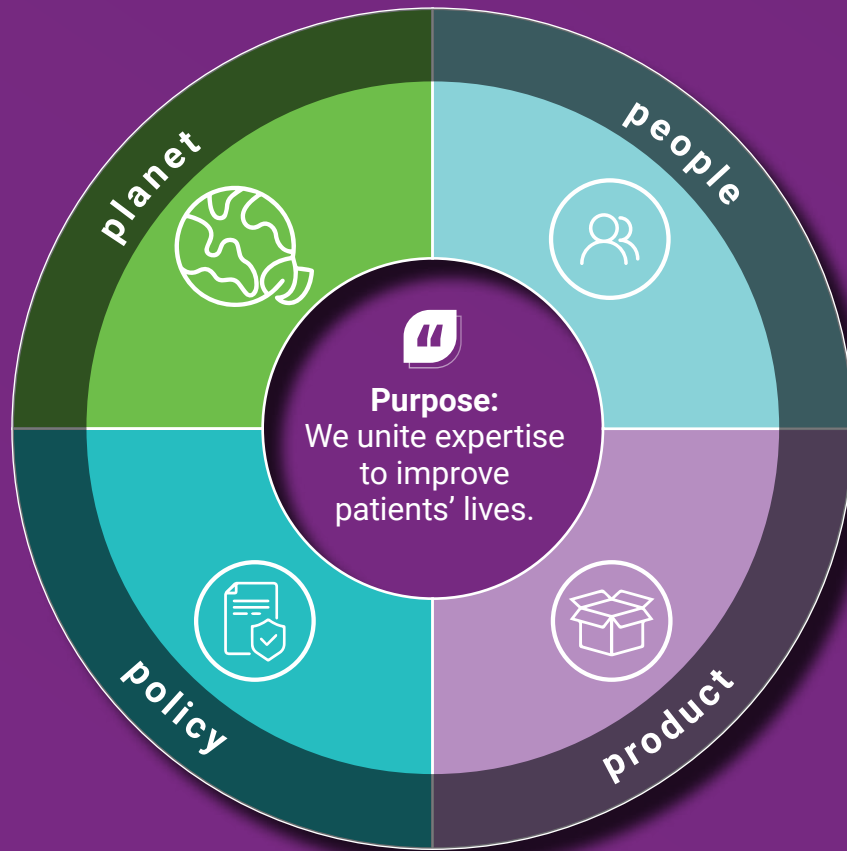 planet
people
“
Purpose:
We unite expertise
to improve
patients’ lives.
policy
product